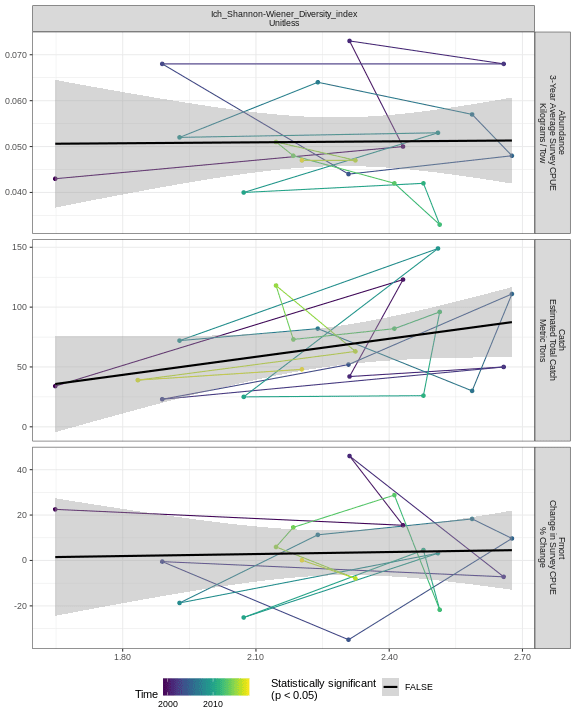 Ich_Shannon-Wiener_Diversity_index
Unitless
0.070
0.060
0.050
0.040
Abundance
3-Year Average Survey CPUE
Kilograms / Tow
150
100
50
0
Catch
Estimated Total Catch
Metric Tons
40
20
0
-20
Fmort
Change in Survey CPUE
% Change
1.80 2.10 2.40 2.70
Time
2000 2010
Statistically significant
(p < 0.05)
FALSE